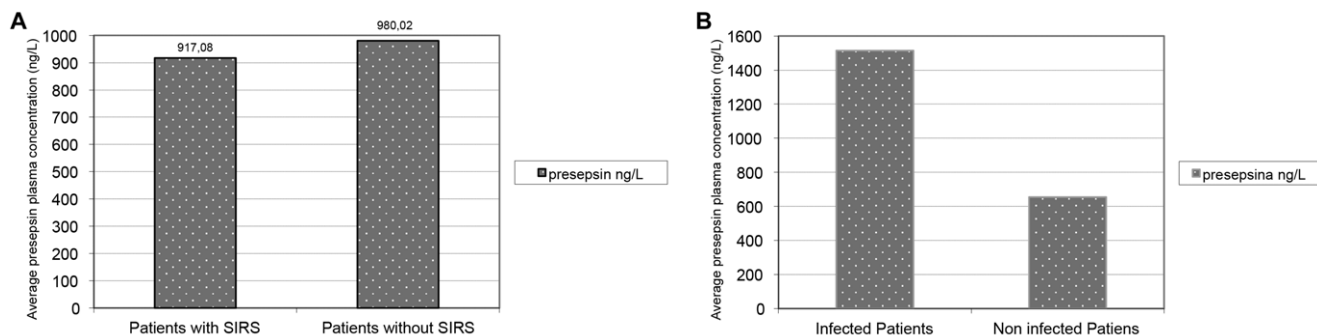 A
Average presepsin plasma concentration (ng/L)
1000
900
800
700
600
500
400
300
200
100
0
917,08
980,02
Patients with SIRS
Patients without SIRS
presepsin ng/L
B
Average presepsin plasma concentration (ng/L)
1600
1400
1200
1000
800
600
400
200
0
Infected Patients
Non infected Patiens
presepsina ng/L